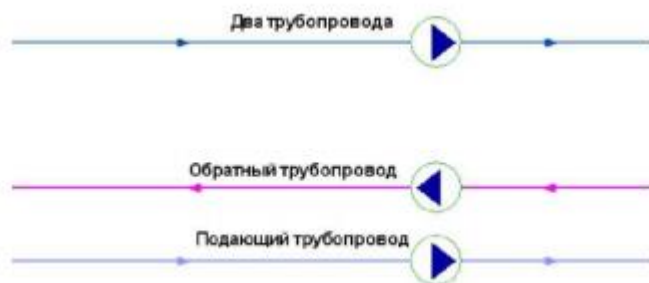 Два трубопровода
Обратный трубопровод
Подающий трубопровод